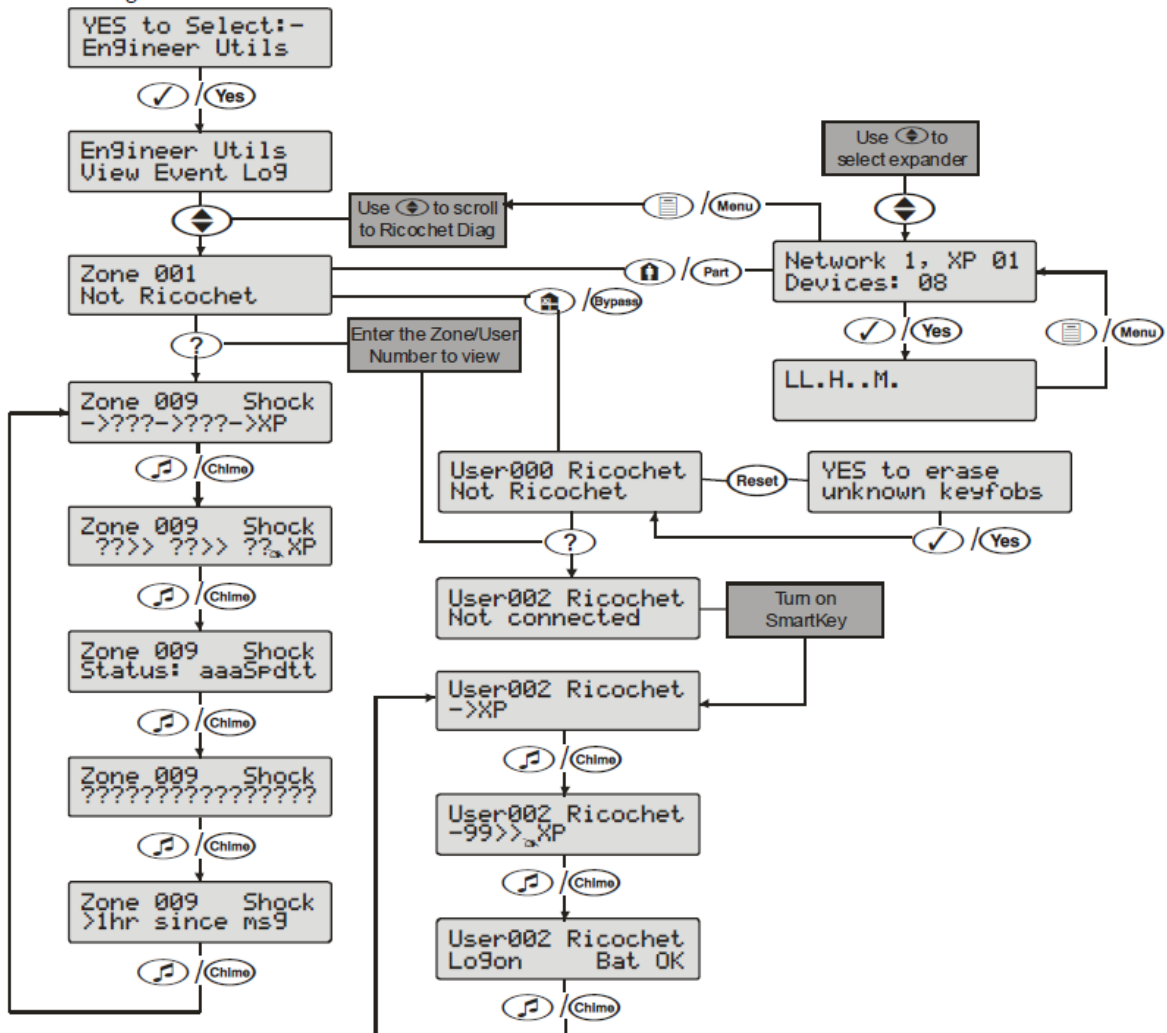 YES to Select:-
En9ineer Utils
/Yes
En9ineer Utils
View Event Lo9
Use to scroll
to Ricochet Diag
/Menu
Use to
select expander
Zone 001
Not Ricochet
/Part
/Bypass
Network 1, XP 01
Devices: 08
/Yes
/Menu
LL.H..M.
?
Enter the Zone/User
Number to view
Zone 009 Shock
->???->???->XP
/Chime
Zone 009 Shock
??>> ??>> ?? XP
/Chime
Zone 009 Shock
Status: aaaSpdtt
/Chime
Zone 009 Shock
????????????????
/Chime
Zone 009 Shock
>1hr since ms9
/Chime
User000 Ricochet
Not Ricochet
Reset
YES to erase
unknown keyfobs
/Yes
?
User002 Ricochet
Not connected
Turn on
SmartKey
User002 Ricochet
->XP
/Chime
User002 Ricochet
-99>> XP
/Chime
User002 Ricochet
Lo9on Bat OK
/Chime